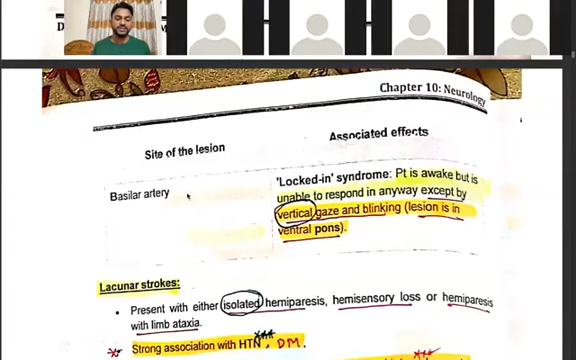 D
Chapter 10: Neurology
Site of the lesion
Associated effects
Basilar artery
'Locked-in' syndrome: Pt is awake but is
unable to respond in anyway except by
vertical gaze and blinking (lesion is in
ventral pons).
Lacunar strokes:
• Present with either isolated hemiparesis, hemisensory loss or hemiparesis
with limb ataxia.
Strong association with HTN, DM.